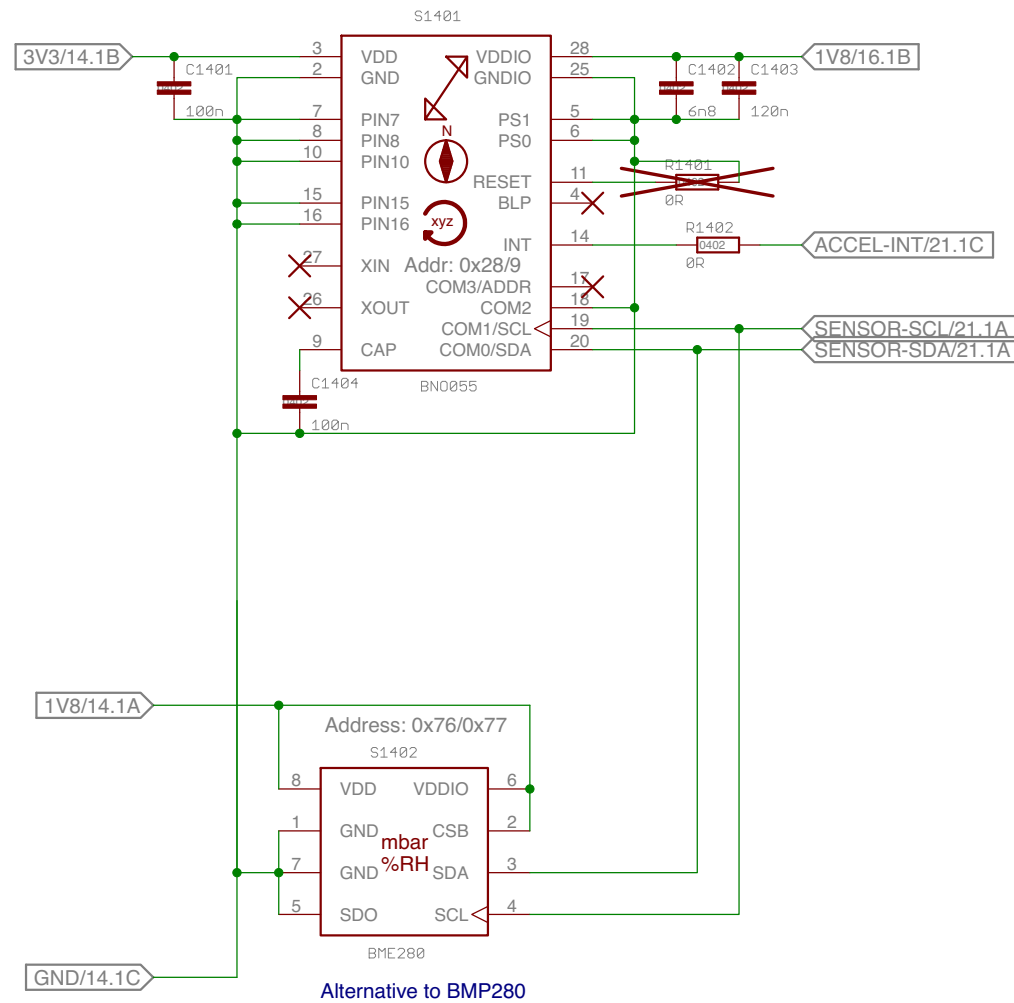 S1401
3V3/14.1B
3 VDD
VDDIO 28
1V8/16.1B
2 GND
GNDIO 25
C1401
100n
C1402
6n8
C1403
120n
7 PIN7
PS1 5
8 PIN8
PS0 6
N
10 PIN10
R1401
0R
RESET 11
15 PIN15
BLP 4
16 PIN16
xyz
INT 14
R1402
0402
0R
ACCEL-INT/21.1C
27 XIN
Addr: 0x28/9
COM3/ADDR 17
26 XOUT
COM2 18
COM1/SCL 19
SENSOR-SCL/21.1A
9 CAP
COM0/SDA 20
SENSOR-SDA/21.1A
C1404
100n
BNO055
1V8/14.1A
Address: 0x76/0x77
S1402
8 VDD
VDDIO 6
1 GND
CSB 2
mbar
%RH
7 GND
SDA 3
5 SDO
SCL 4
BME280
GND/14.1C
Alternative to BMP280